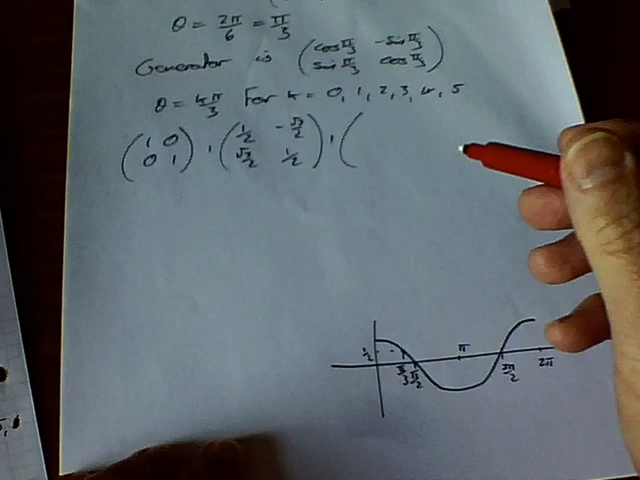 θ = 2π/6 = π/3
Generator is (cos π/3 -sin π/3
sin π/3 cos π/3)
θ = kπ/3 For k = 0, 1, 2, 3, 4, 5
(1 0
0 1), (1/2 -√3/2
√3/2 1/2), (
1/2 π/3 π/2 π 3π/2 2π